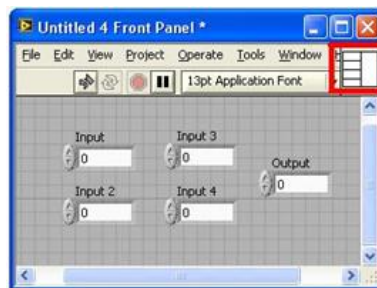 Untitled 4 Front Panel *
File Edit View Project Operate Tools Window
13pt Application Font
Input
0
Input 3
0
Output
0
Input 2
0
Input 4
0